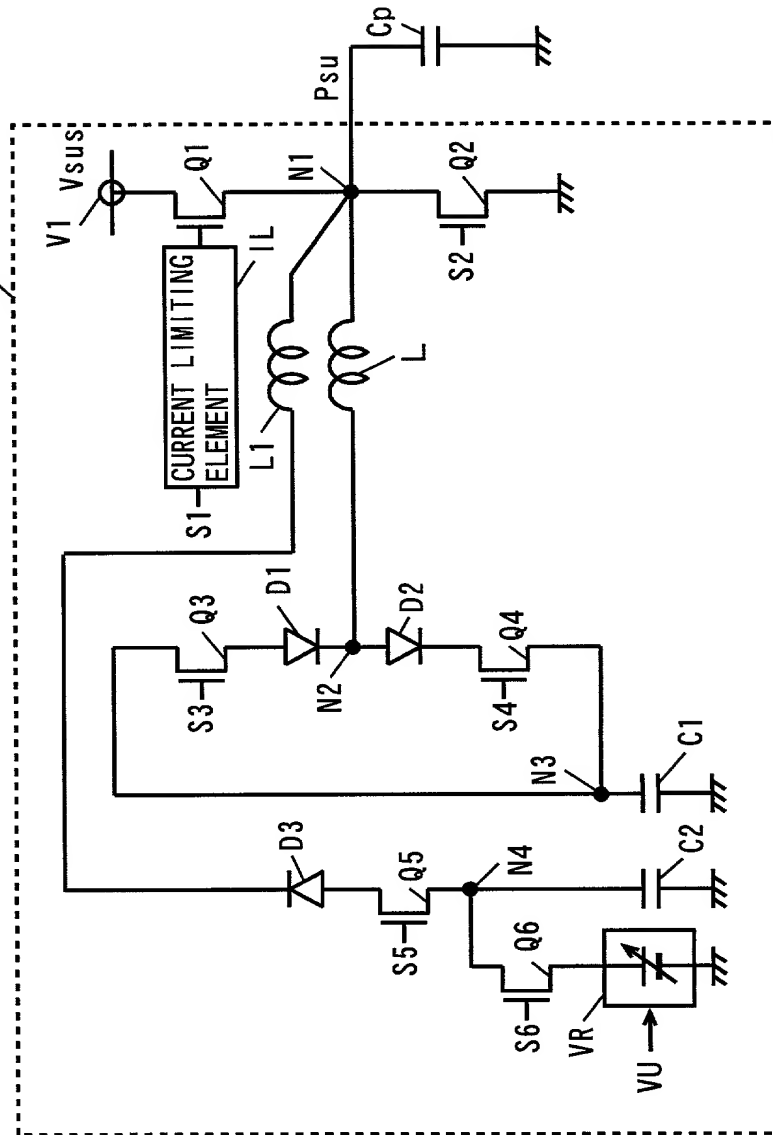 V1
Vsus
Q1
CURRENT LIMITING
ELEMENT
IL
S1
N1
Psu
Cp
Q2
S2
L1
L
D1
Q3
S3
N2
D2
Q4
S4
N3
C1
D3
Q5
S5
N4
C2
Q6
S6
VR
VU